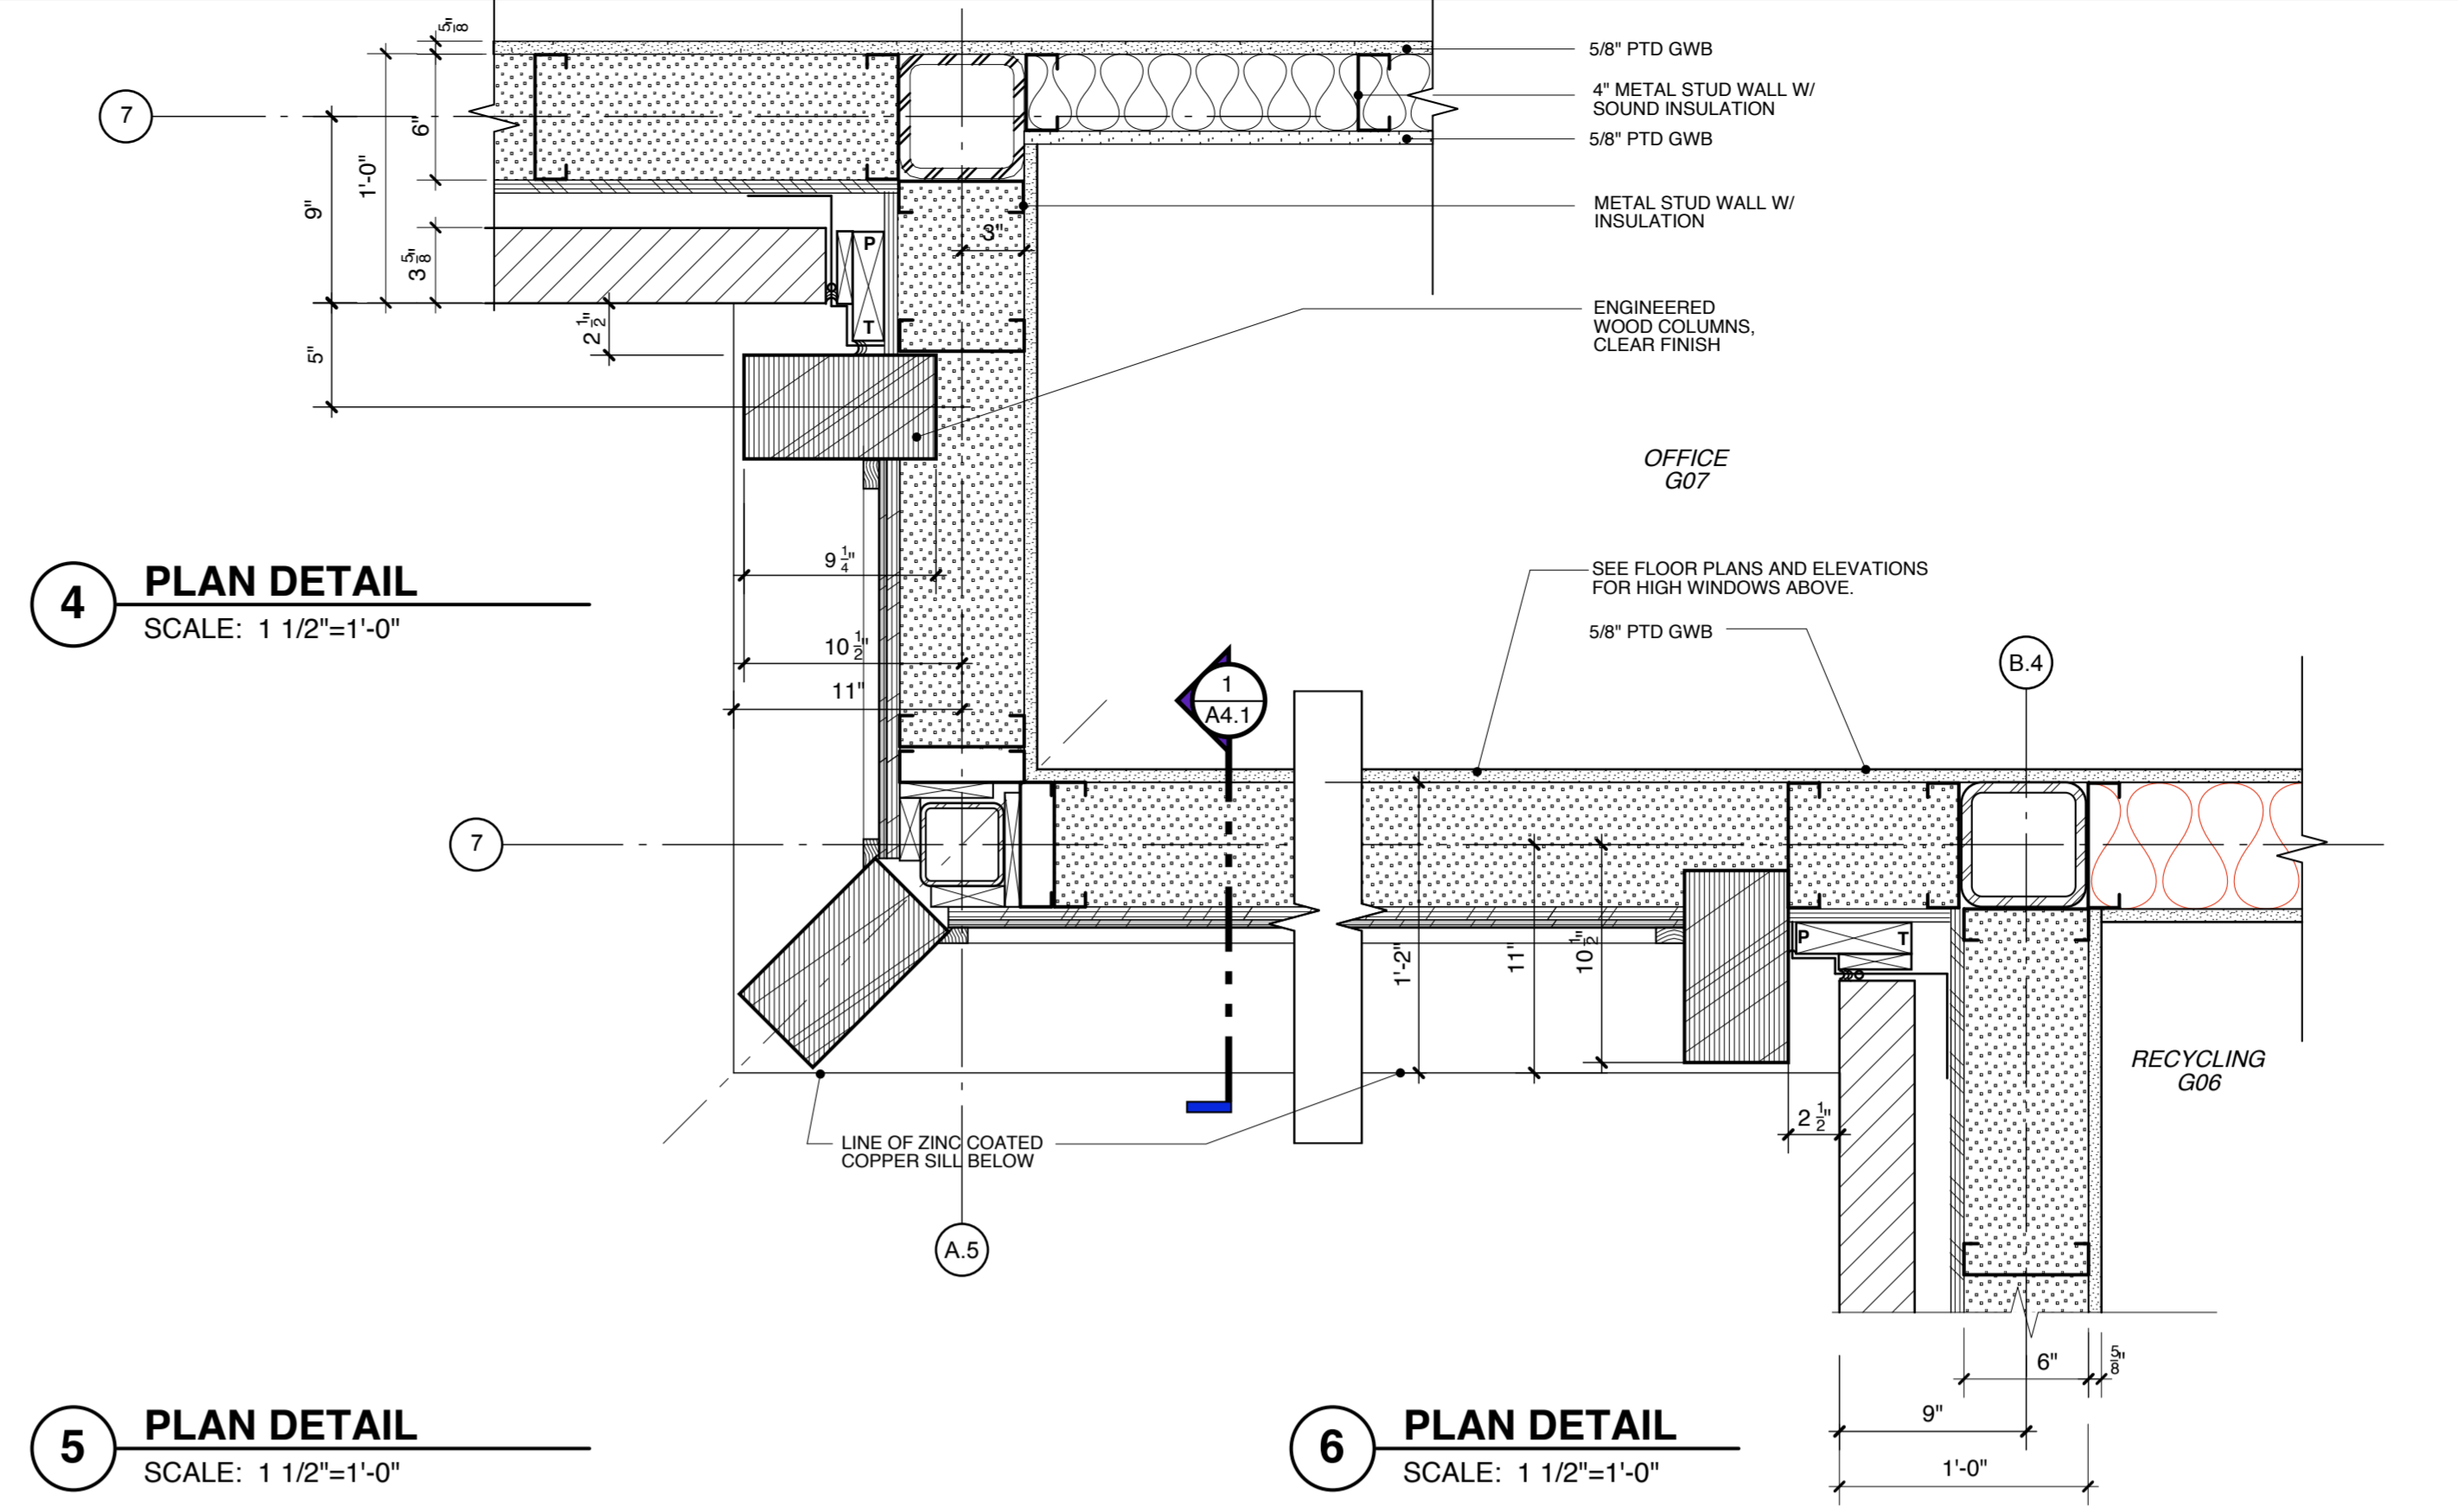 5/8"
5/8" PTD GWB
4" METAL STUD WALL W/
SOUND INSULATION
7
6"
5/8" PTD GWB
1'-0"
9"
METAL STUD WALL W/
INSULATION
3"
P
3 5/8"
ENGINEERED
WOOD COLUMNS,
CLEAR FINISH
T
2 1/2"
5"
OFFICE
G07
9 1/4"
SEE FLOOR PLANS AND ELEVATIONS
FOR HIGH WINDOWS ABOVE.
4
PLAN DETAIL
SCALE: 1 1/2"=1'-0"
5/8" PTD GWB
10 1/2"
B.4
11"
1
A4.1
7
P
T
1'-2"
11"
10 1/2"
RECYCLING
G06
2 1/2"
LINE OF ZINC COATED
COPPER SILL BELOW
A.5
6"
5/8"
9"
5
PLAN DETAIL
SCALE: 1 1/2"=1'-0"
6
PLAN DETAIL
SCALE: 1 1/2"=1'-0"
1'-0"